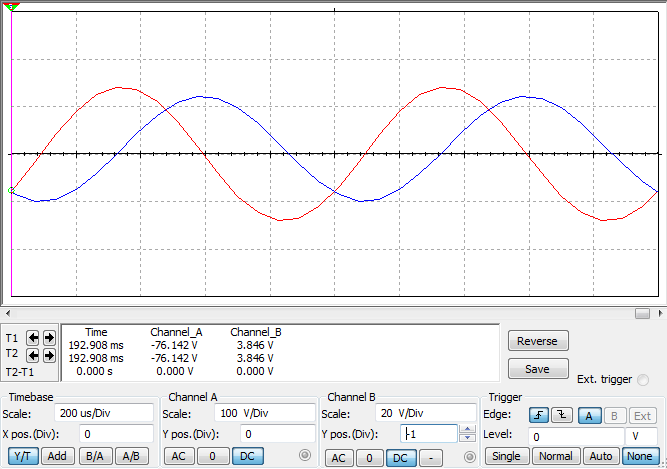 Time Channel_A Channel_B
T1 192.908 ms -76.142 V 3.846 V
T2 192.908 ms -76.142 V 3.846 V
T2-T1 0.000 s 0.000 V 0.000 V
Reverse
Save
Ext. trigger
Timebase
Scale: 200 us/Div
X pos.(Div): 0
Y/T Add B/A A/B
Channel A
Scale: 100 V/Div
Y pos.(Div): 0
AC 0 DC
Channel B
Scale: 20 V/Div
Y pos.(Div): -1
AC 0 DC -
Trigger
Edge: A B Ext
Level: 0 V
Single Normal Auto None